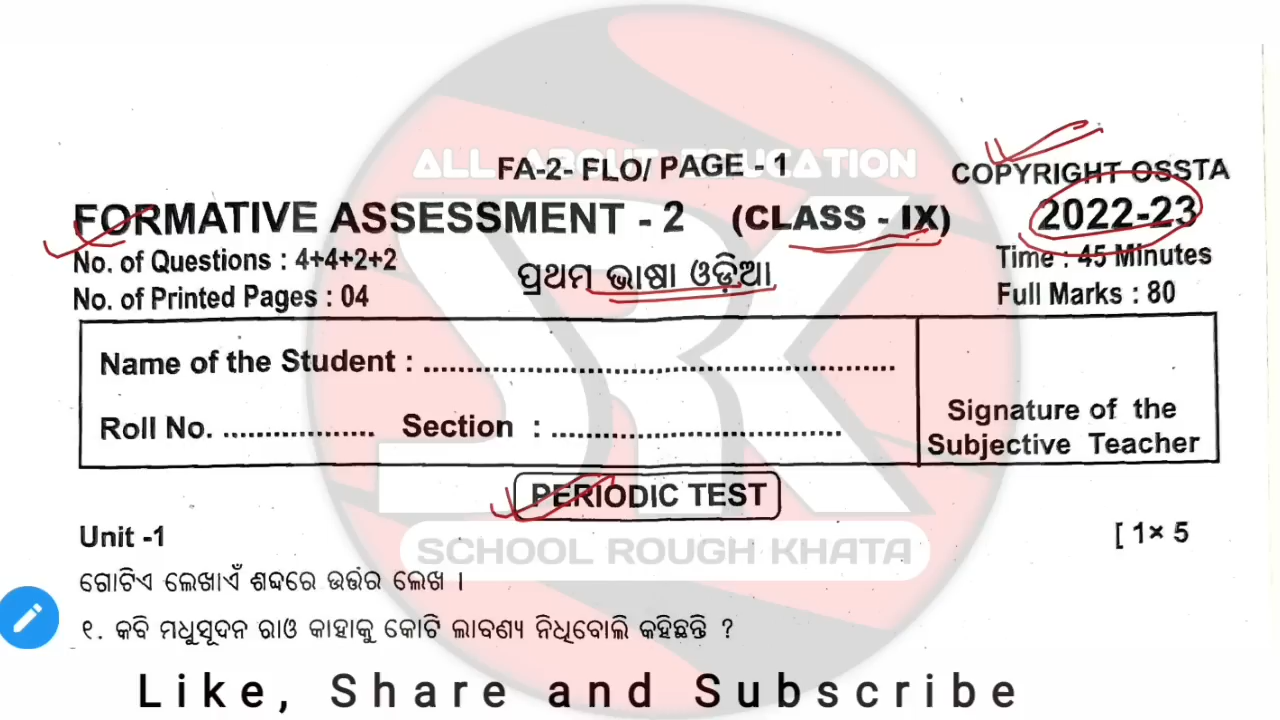 ALL ABOUT EDUCATION
FA-2- FLO/ PAGE - 1
COPYRIGHT OSSTA
FORMATIVE ASSESSMENT - 2 (CLASS - IX) 2022-23
No. of Questions : 4+4+2+2
ପ୍ରଥମ ଭାଷା ଓଡ଼ିଆ
Time : 45 Minutes
No. of Printed Pages : 04
Full Marks : 80
Name of the Student :
Roll No. Section :
Signature of the
Subjective Teacher
PERIODIC TEST
Unit -1 [ 1× 5
SCHOOL ROUGH KHATA
ଗୋଟିଏ ଲେଖାଏଁ ଶବ୍ଦରେ ଉତ୍ତର ଲେଖ ।
୧. କବି ମଧୁସୂଦନ ରାଓ କାହାକୁ କୋଟି ଲାବଣ୍ୟ ନିଧିବୋଲି କହିଛନ୍ତି ?
Like, Share and Subscribe